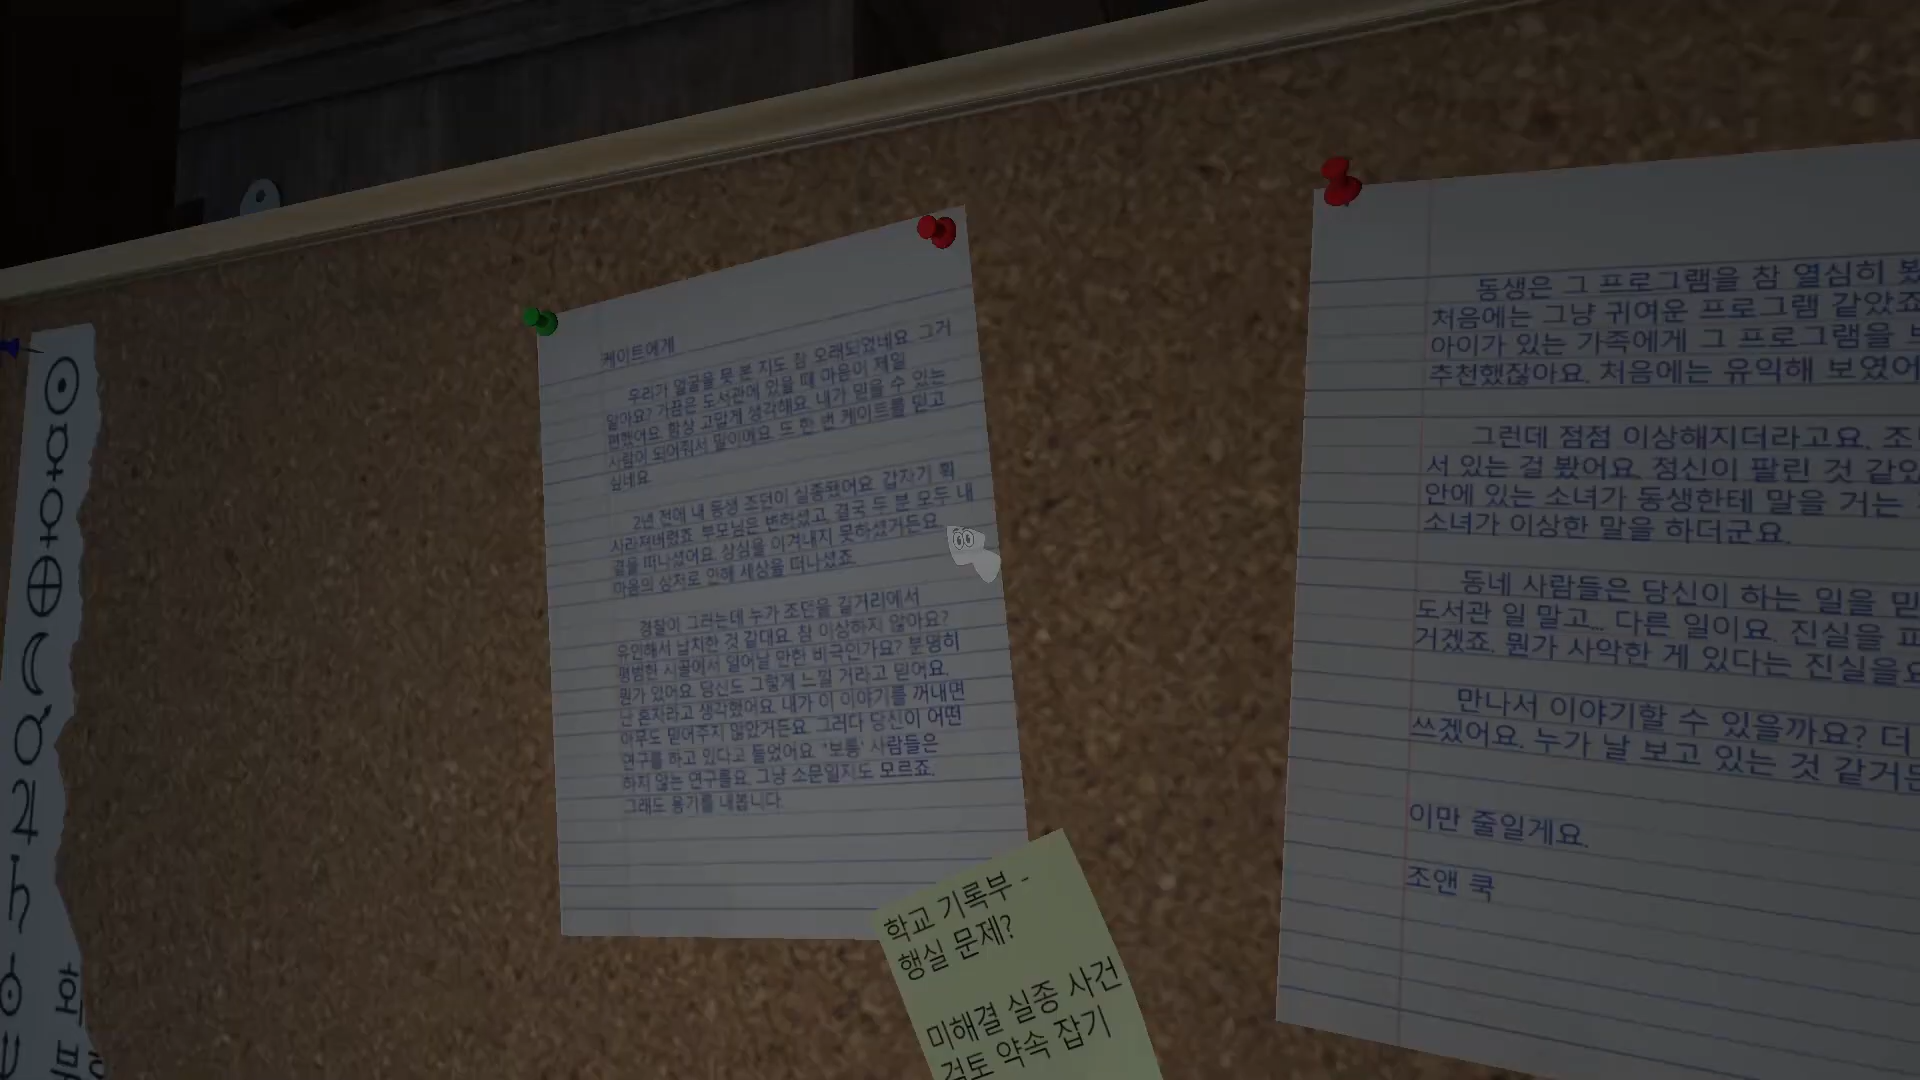 케이트에게
우리가 얼굴을 못 본 지도 참 오래되었네요. 그거
알아요? 가끔은 도서관에 있을 때 마음이 제일
편했어요. 항상 고맙게 생각해요. 내가 믿을 수 있는
사람이 되어줘서 말이에요. 또 한 번 케이트를 믿고
싶네요.
2년 전에 내 동생 조던이 실종됐어요. 갑자기 휙
사라져버렸죠. 부모님은 변하셨고, 결국 두 분 모두 내
곁을 떠나셨어요. 상심을 이겨내지 못하셨거든요.
마음의 상처로 인해 세상을 떠나셨죠.
경찰이 그러는데 누가 조던을 길거리에서
유인해서 납치한 것 같대요. 참 이상하지 않아요?
평범한 시골에서 일어날 만한 비극인가요? 분명히
뭔가 있어요. 당신도 그렇게 느낄 거라고 믿어요.
난 혼자라고 생각했어요. 내가 이 이야기를 꺼내면
아무도 믿어주지 않았거든요. 그러다 당신이 어떤
연구를 하고 있다고 들었어요. '보통' 사람들은
하지 않는 연구를요. 그냥 소문일지도 모르죠.
그래도 용기를 내봅니다.
학교 기록부 -
행실 문제?
미해결 실종 사건
검토 약속 잡기
동생은 그 프로그램을 참 열심히
처음에는 그냥 귀여운 프로그램 같았죠
아이가 있는 가족에게 그 프로그램을
추천했잖아요. 처음에는 유익해 보였어
그런데 점점 이상해지더라고요.
서 있는 걸 봤어요. 정신이 팔린 것 같았
안에 있는 소녀가 동생한테 말을 거는
소녀가 이상한 말을 하더군요.
동네 사람들은 당신이 하는 일을
도서관 일 말고... 다른 일이요. 진실을
거겠죠. 뭔가 사악한 게 있다는 진실을요
만나서 이야기할 수 있을까요? 더
쓰겠어요. 누가 날 보고 있는 것 같거든
이만 줄일게요.
조앤 쿡